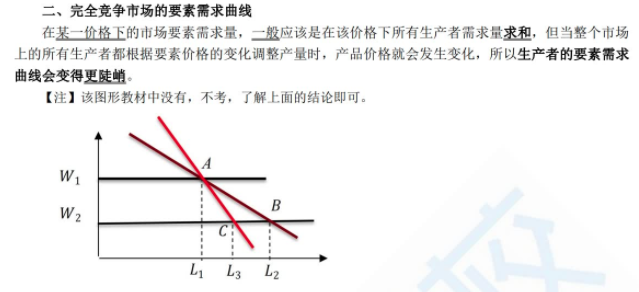 二、完全竞争市场的要素需求曲线
在某一价格下的市场要素需求量，一般应该是在该价格下所有生产者需求量求和，但当整个市场
上的所有生产者都根据要素价格的变化调整产量时，产品价格就会发生变化，所以生产者的要素需求
曲线会变得更陡峭。
【注】该图形教材中没有，不考，了解上面的结论即可。
A
W₁
B
W₂
C
L₁ L₃ L₂